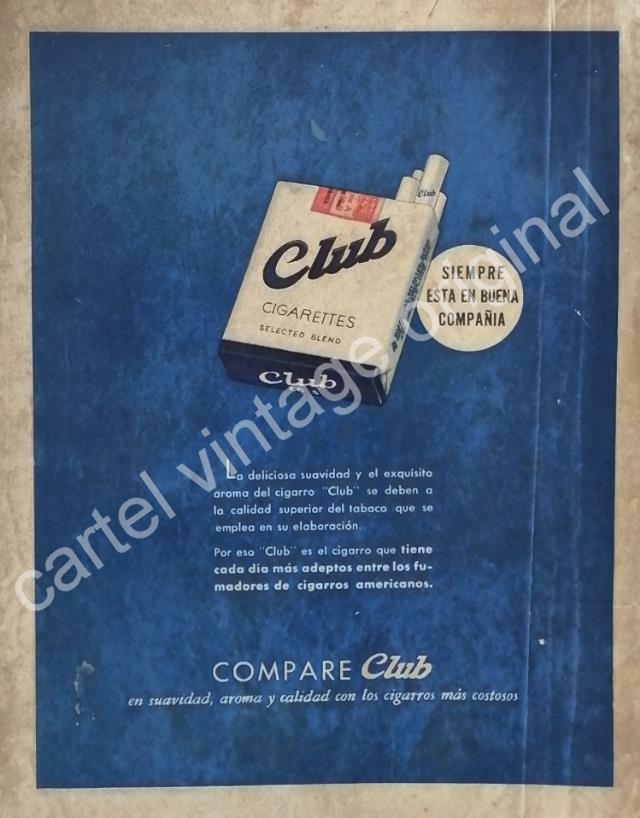 Club
Club
CIGARETTES
SELECTED BLEND
Club
SIEMPRE
ESTA EN BUENA
COMPAÑIA
La deliciosa suavidad y el exquisito
aroma del cigarro "Club" se deben a
la calidad superior del tabaco que se
emplea en su elaboración.
Por eso "Club" es el cigarro que tiene
cada dia más adeptos entre los fu-
madores de cigarros americanos.
COMPARE Club
en suavidad, aroma y calidad con los cigarros más costosos
cartel vintage original